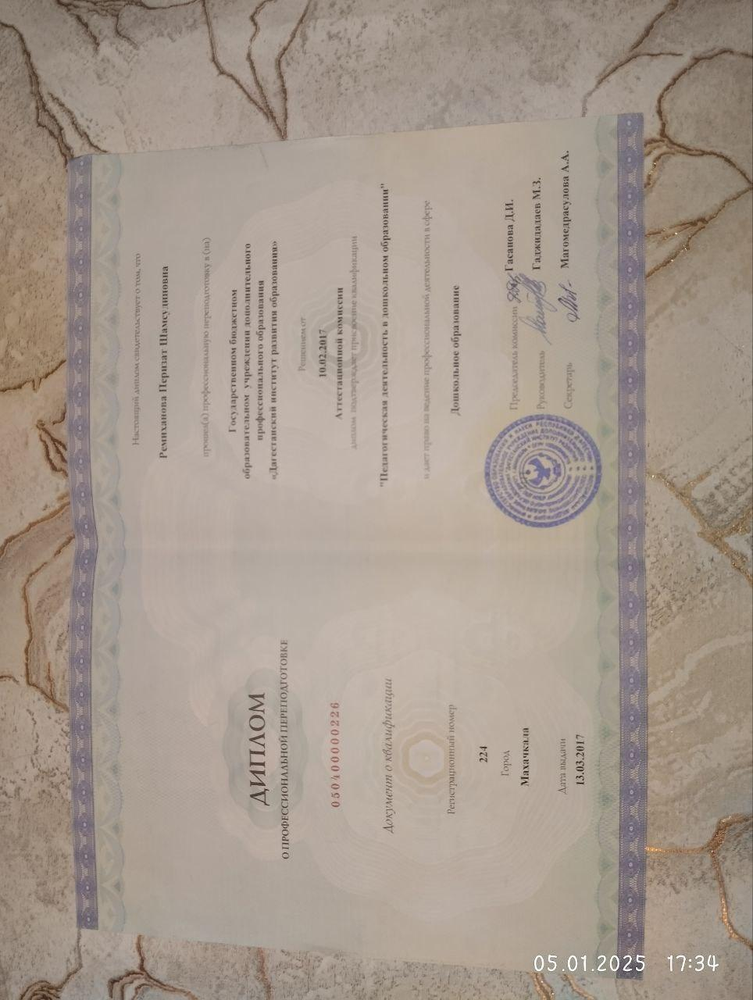 ДИПЛОМ
О ПРОФЕССИОНАЛЬНОЙ ПЕРЕПОДГОТОВКЕ
050400000226
Документ о квалификации
Регистрационный номер
224
Город
Махачкала
Дата выдачи
13.03.2017
Настоящий диплом свидетельствует о том, что
Ремиханова Перизат Шамсудиновна
прошел(а) профессиональную переподготовку в (на)
Государственном бюджетном
образовательном учреждении дополнительного
профессионального образования
«Дагестанский институт развития образования»
Решением от
10.02.2017
Аттестационной комиссии
диплом подтверждает присвоение квалификации
"Педагогическая деятельность в дошкольном образовании"
и дает право на ведение профессиональной деятельности в сфере
Дошкольное образование
Председатель комиссии Гасанова Д.И.
Руководитель Гаджидадаев М.З.
Секретарь Магомедрасулова А.А.
05.01.2025 17:34